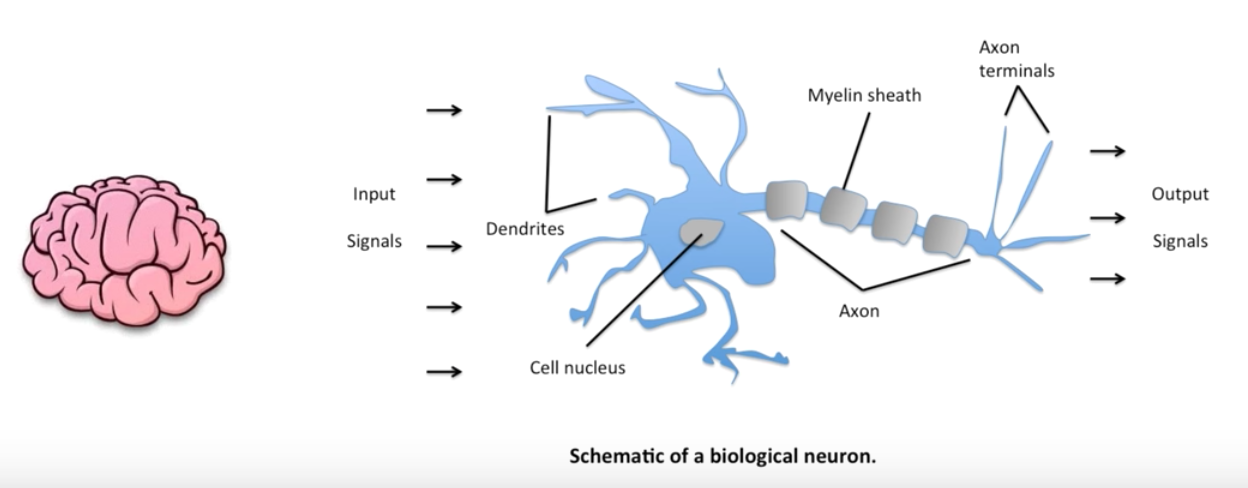 Axon
terminals
Myelin sheath
Input
Signals
Dendrites
Output
Signals
Axon
Cell nucleus
Schematic of a biological neuron.